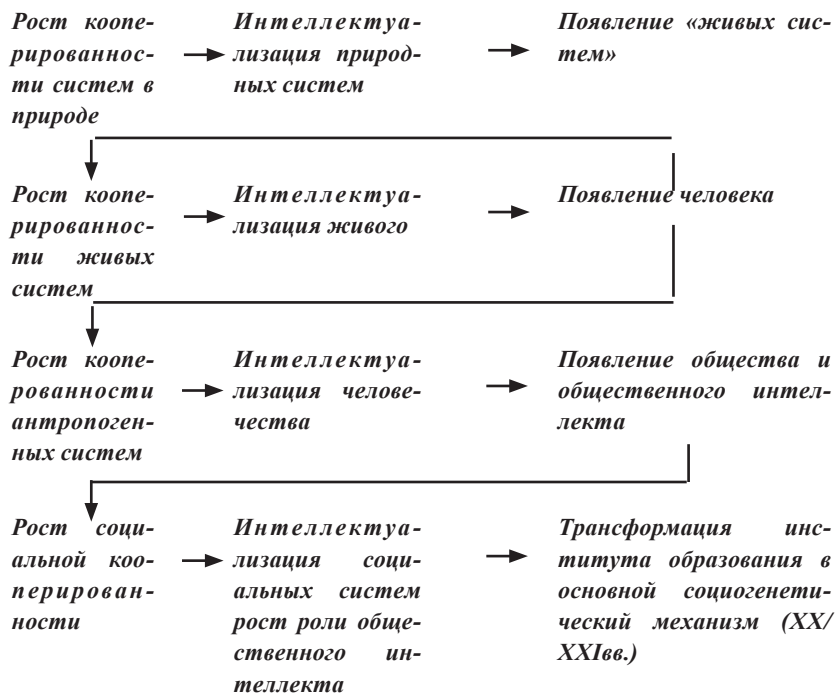 Рост коопе-
рированнос-
ти систем в
природе
Интеллектуа-
лизация природ-
ных систем
Появление «живых сис-
тем»
Рост коопе-
рированнос-
ти живых
систем
Интеллектуа-
лизация живого
Появление человека
Рост коопе-
рованности
антропоген-
ных систем
Интеллектуа-
лизация челове-
чества
Появление общества и
общественного интел-
лекта
Рост соци-
альной коо-
перирован-
ности
Интеллектуа-
лизация соци-
альных систем
рост роли обще-
ственного ин-
теллекта
Трансформация инс-
титута образования в
основной социогенети-
ческий механизм (XX/
XXIвв.)